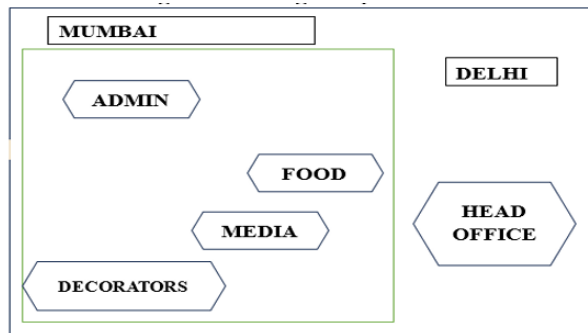 MUMBAI
DELHI
ADMIN
FOOD
MEDIA
HEAD
OFFICE
DECORATORS